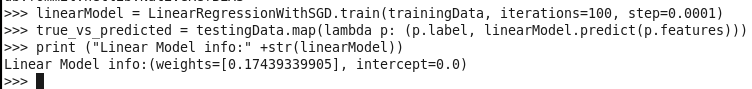 >>> linearModel = LinearRegressionWithSGD.train(trainingData, iterations=100, step=0.0001)
>>> true_vs_predicted = testingData.map(lambda p: (p.label, linearModel.predict(p.features)))
>>> print ("Linear Model info:" +str(linearModel))
Linear Model info:(weights=[0.17439339905], intercept=0.0)
>>>